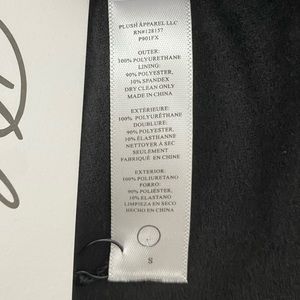 PLUSH APPAREL LLC
RN#128157
P901FX
OUTER:
100% POLYURETHANE
LINING:
90% POLYESTER,
10% SPANDEX
DRY CLEAN ONLY
MADE IN CHINA
EXTÉRIEURE:
100% POLYURÉTHANE
DOUBLURE:
90% POLYESTER,
10% ÉLASTHANNE
NETTOYER À SEC
SEULEMENT
FABRIQUÉ EN CHINE
EXTERIOR:
100% POLIURETANO
FORRO:
90% POLIÉSTER,
10% ELASTANO
LIMPIEZA EN SECO
HECHO EN CHINA
S